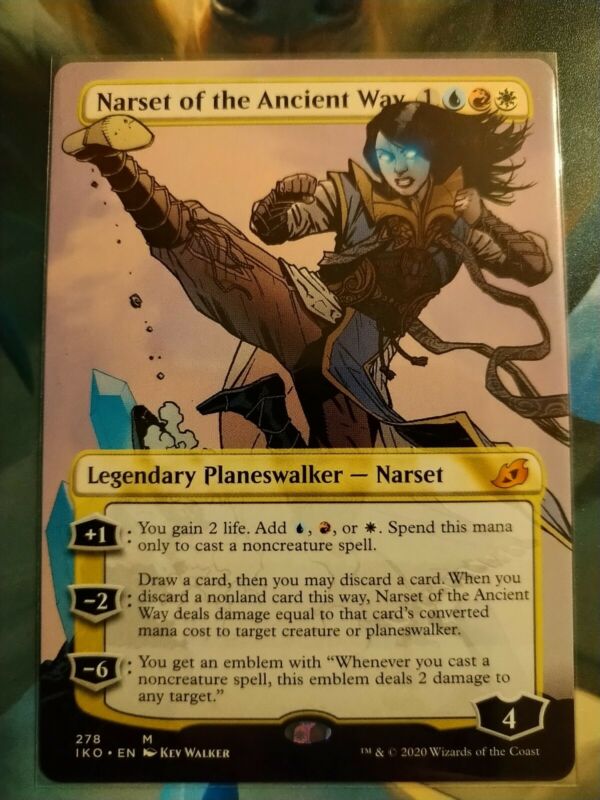 Narset of the Ancient Way 1
Legendary Planeswalker — Narset
+1 : You gain 2 life. Add , , or . Spend this mana
only to cast a noncreature spell.
Draw a card, then you may discard a card. When you
−2 : discard a nonland card this way, Narset of the Ancient
Way deals damage equal to that card's converted
mana cost to target creature or planeswalker.
−6 : You get an emblem with “Whenever you cast a
noncreature spell, this emblem deals 2 damage to
any target.”
4
278 M
IKO • EN Kev Walker
™ & © 2020 Wizards of the Coast